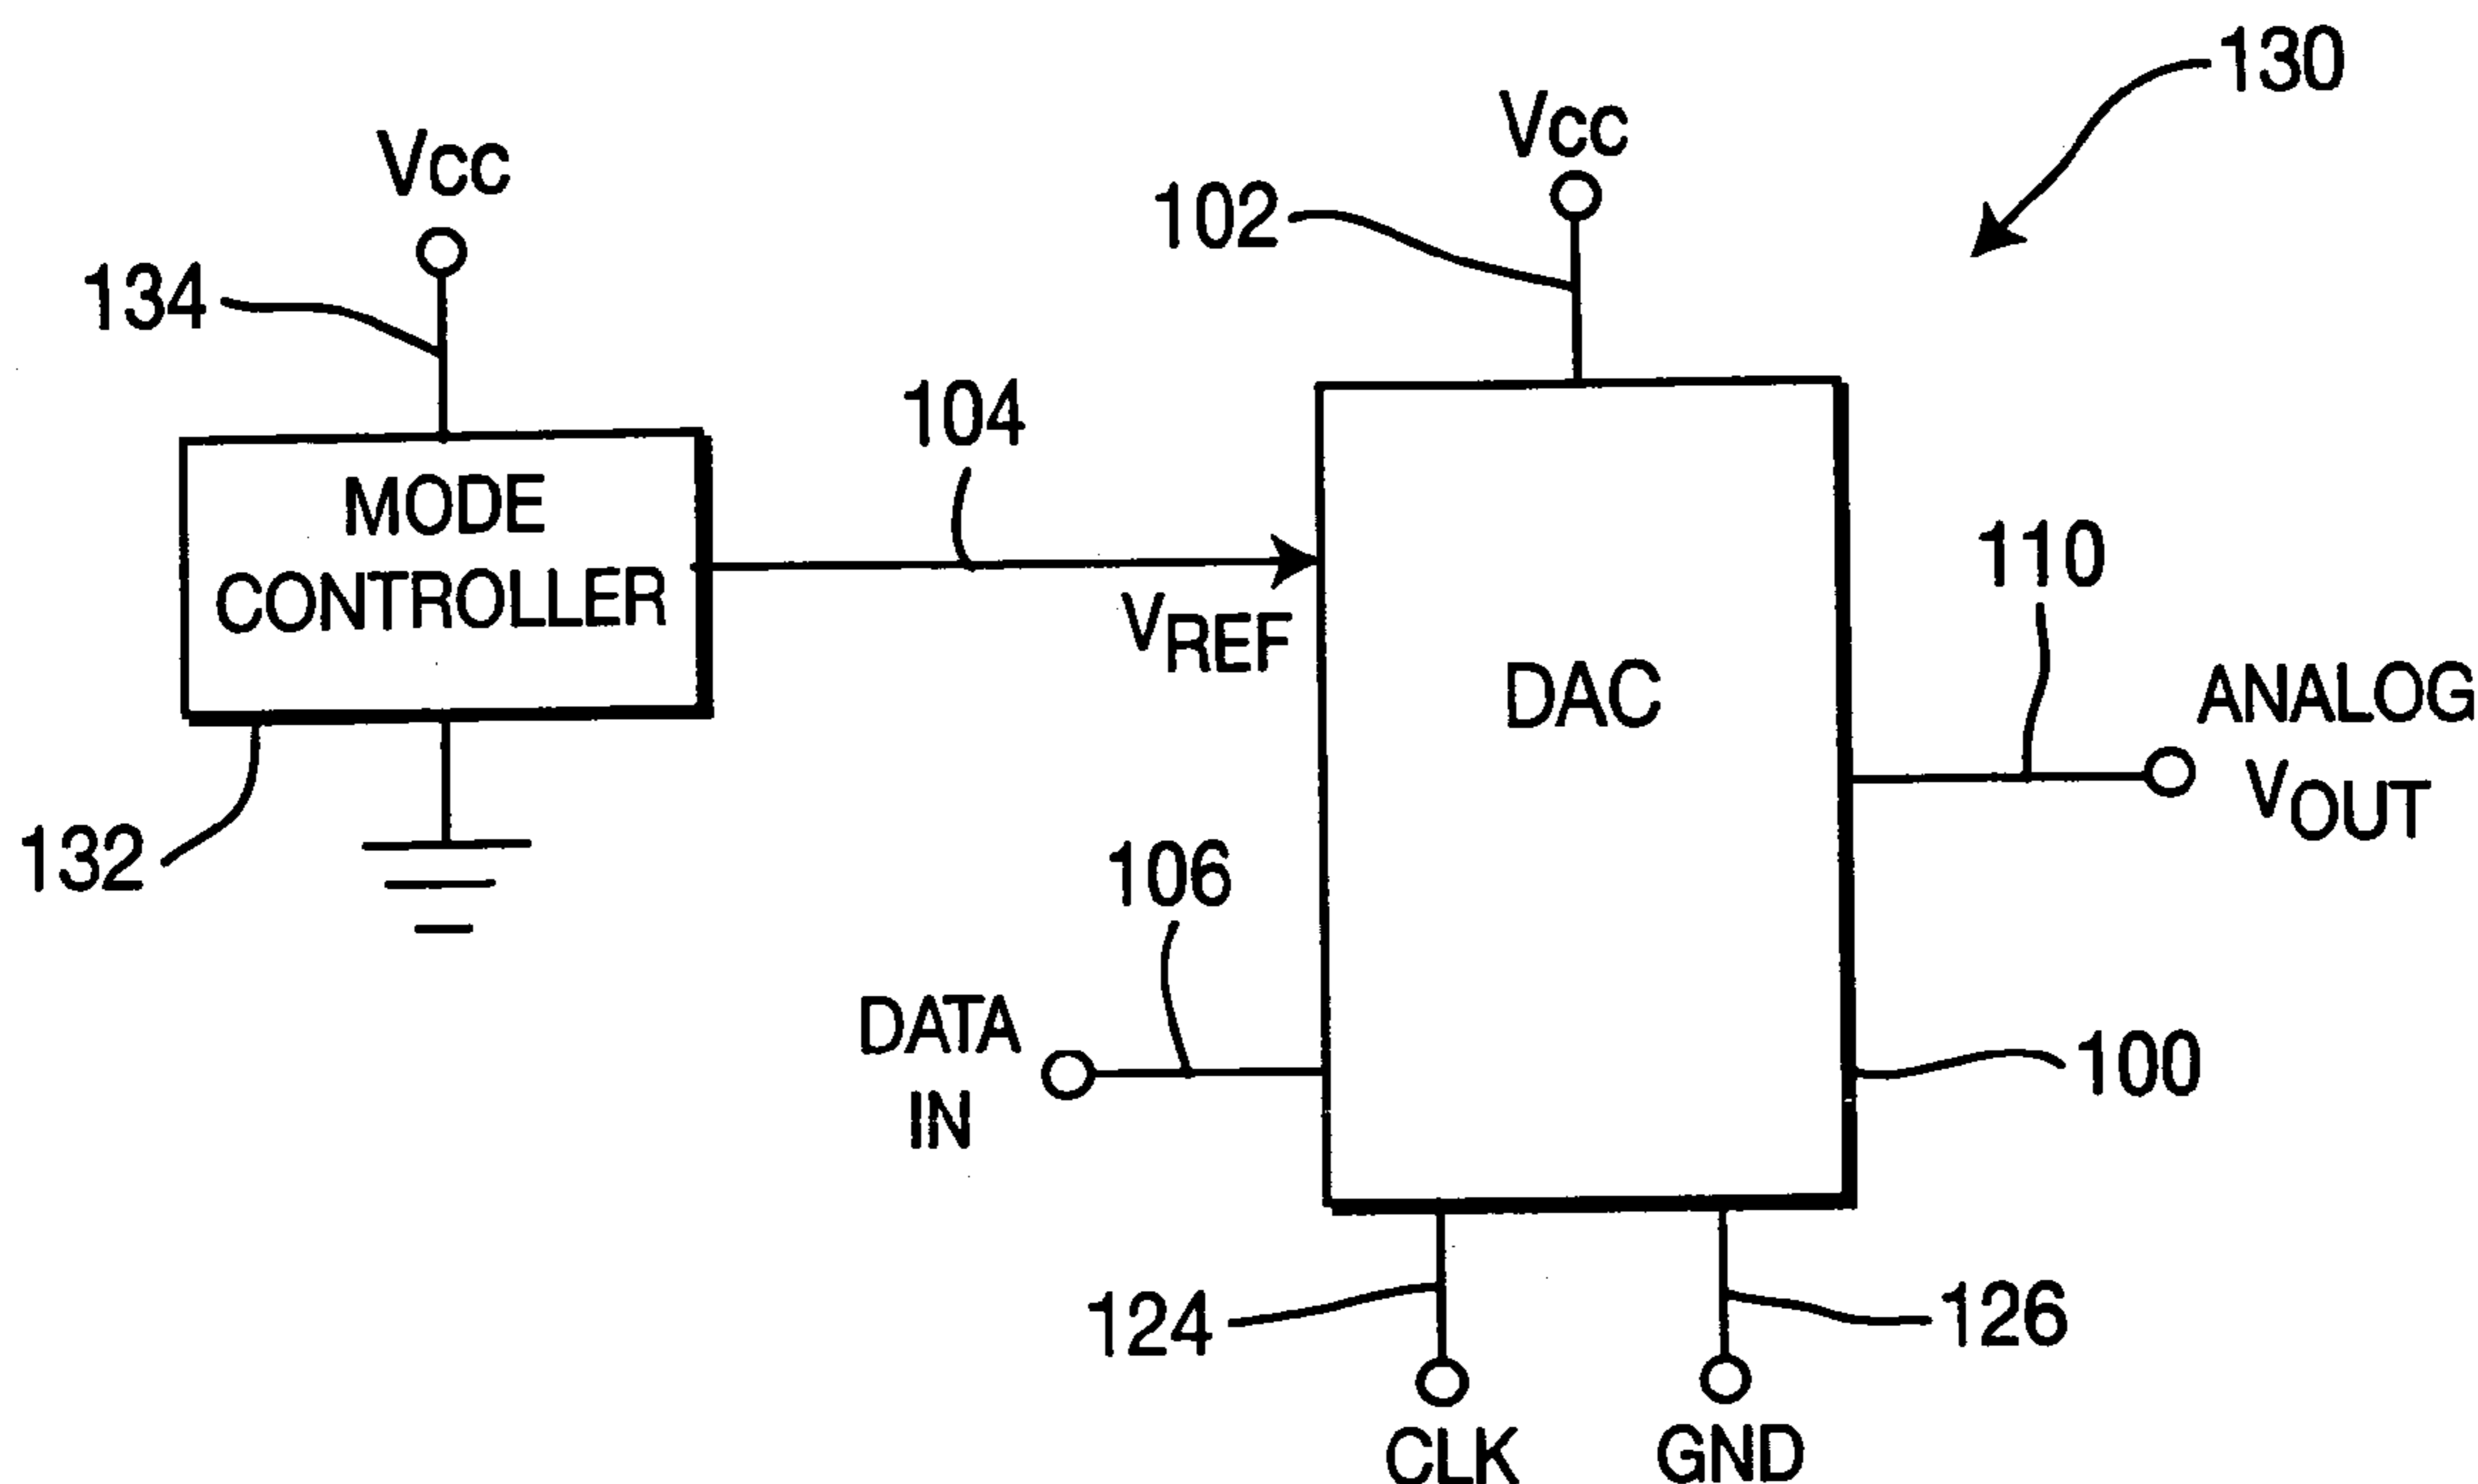 130
VCC
VCC
102
134
104
MODE
CONTROLLER
110
VREF
DAC
ANALOG
VOUT
132
106
DATA
IN
100
124
126
CLK
GND